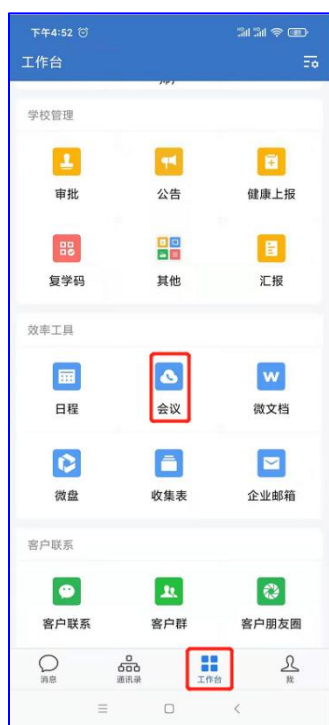 下午4:52
工作台
学校管理
审批 公告 健康上报
复学码 其他 汇报
效率工具
日程 会议 微文档
微盘 收集表 企业邮箱
客户联系
客户联系 客户群 客户朋友圈
消息 通讯录 工作台 我